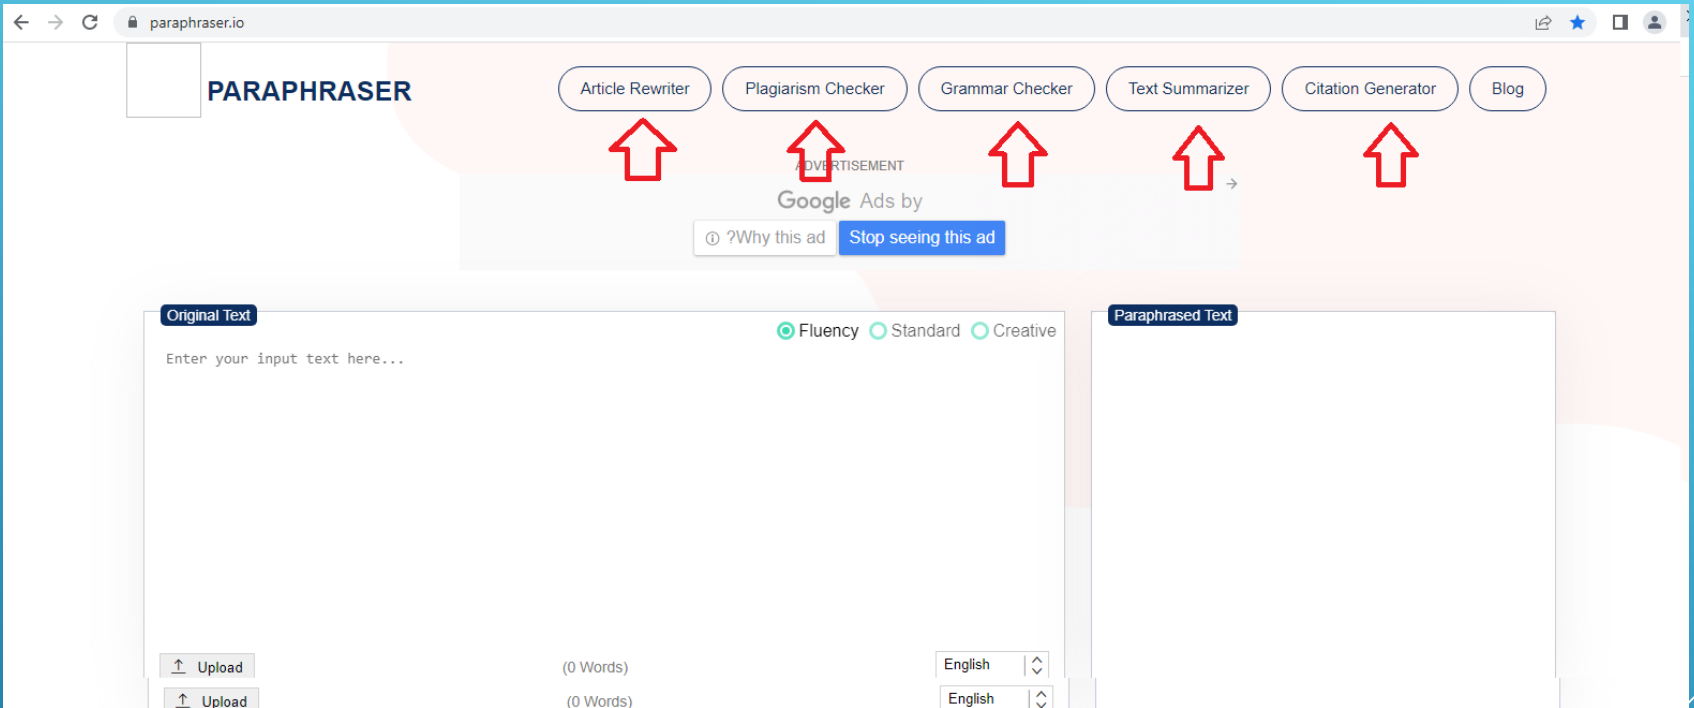 paraphraser.io
PARAPHRASER
Article Rewriter
Plagiarism Checker
Grammar Checker
Text Summarizer
Citation Generator
Blog
ADVERTISEMENT
Google Ads by
?Why this ad
Stop seeing this ad
Original Text
Paraphrased Text
Fluency
Standard
Creative
Enter your input text here...
Upload
(0 Words)
English
Upload
(0 Words)
English